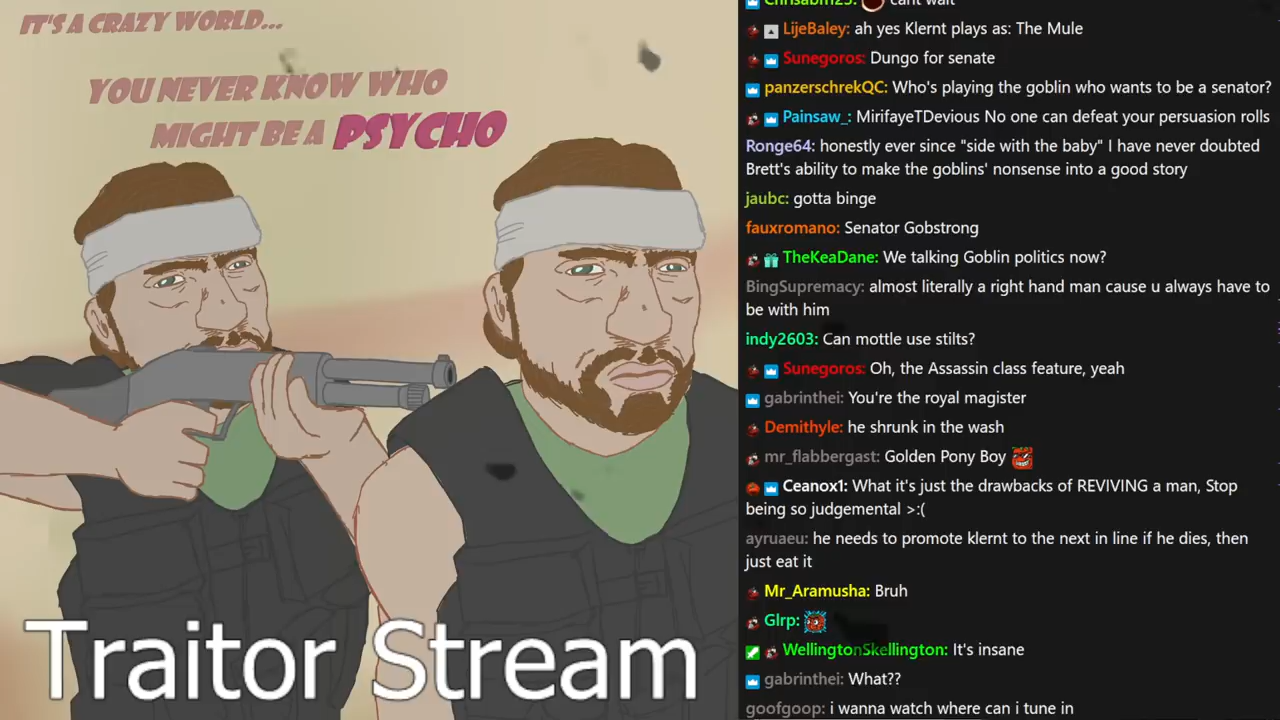 IT'S A CRAZY WORLD...
YOU NEVER KNOW WHO
MIGHT BE A PSYCHO
Traitor Stream
cant wait
LijeBaley: ah yes Klernt plays as: The Mule
Sunegoros: Dungo for senate
panzerschrekQC: Who's playing the goblin who wants to be a senator?
Painsaw_: MirifayeTDevious No one can defeat your persuasion rolls
Ronge64: honestly ever since "side with the baby" I have never doubted
Brett's ability to make the goblins' nonsense into a good story
jaubc: gotta binge
fauxromano: Senator Gobstrong
TheKeaDane: We talking Goblin politics now?
BingSupremacy: almost literally a right hand man cause u always have to
be with him
indy2603: Can mottle use stilts?
Sunegoros: Oh, the Assassin class feature, yeah
gabrinthei: You're the royal magister
Demithyle: he shrunk in the wash
mr_flabbergast: Golden Pony Boy
Ceanox1: What it's just the drawbacks of REVIVING a man, Stop
being so judgemental >:(
ayruaeu: he needs to promote klernt to the next in line if he dies, then
just eat it
Mr_Aramusha: Bruh
Glrp:
WellingtonSkellington: It's insane
gabrinthei: What??
goofgoop: i wanna watch where can i tune in